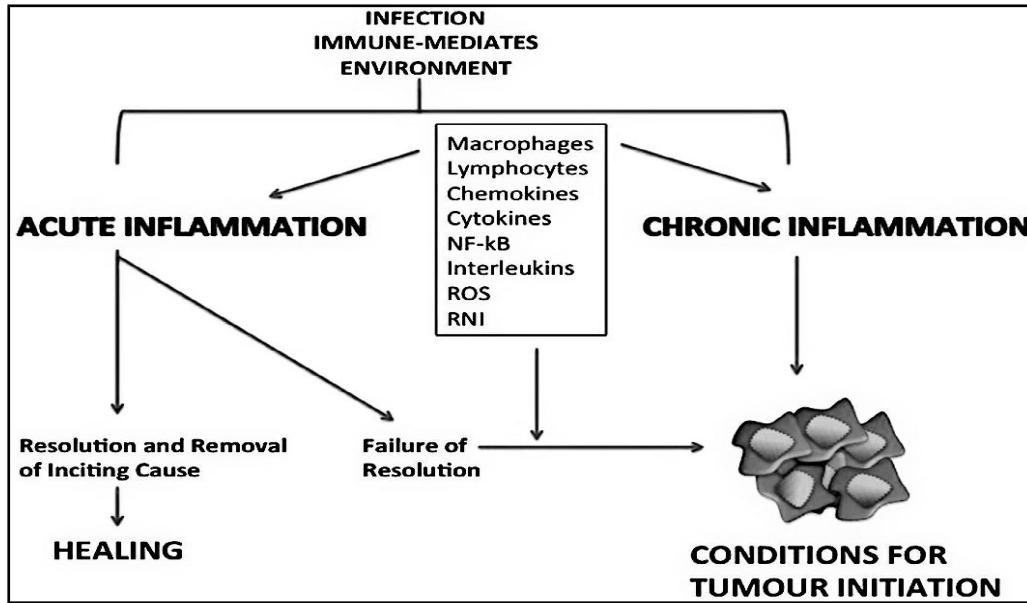 INFECTION
IMMUNE-MEDIATES
ENVIRONMENT
Macrophages
Lymphocytes
Chemokines
Cytokines
NF-kB
Interleukins
ROS
RNI
ACUTE INFLAMMATION
CHRONIC INFLAMMATION
Resolution and Removal
of Inciting Cause
Failure of
Resolution
HEALING
CONDITIONS FOR
TUMOUR INITIATION